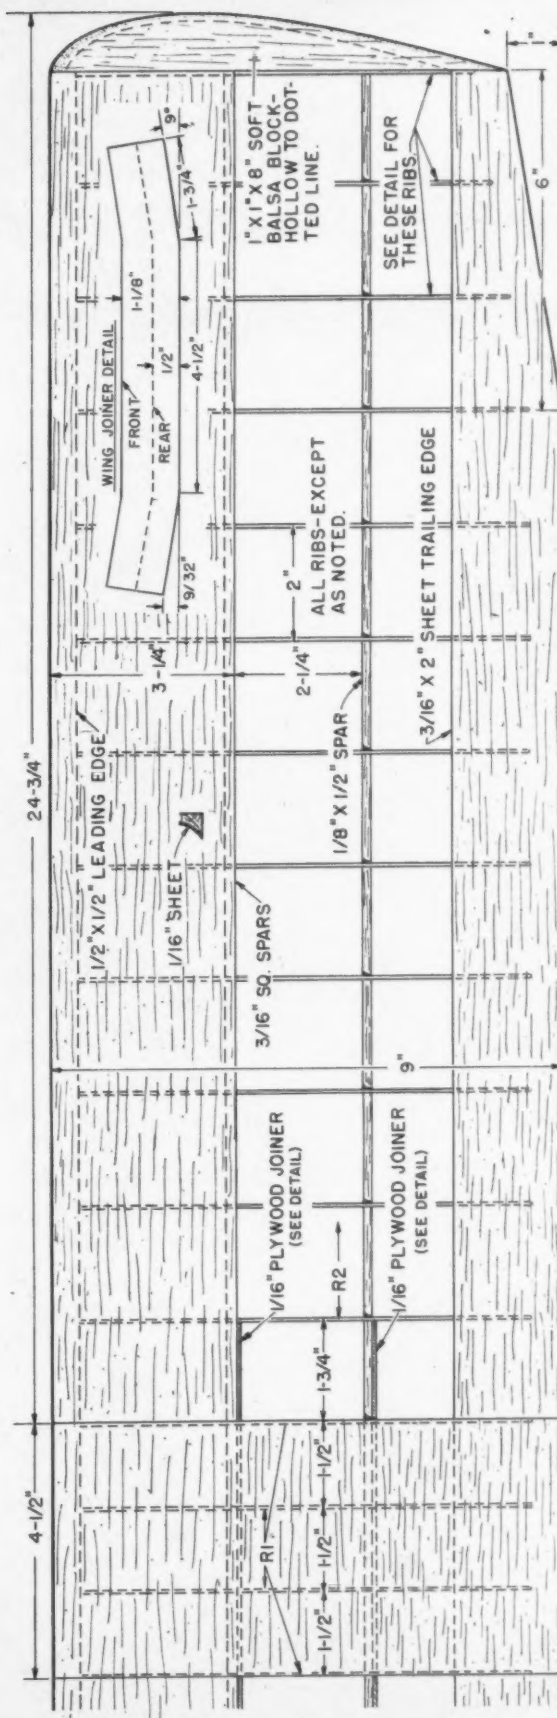 24-3/4"
4-1/2"
1" X 1" X 8" SOFT
BALSA BLOCK-
HOLLOW TO DOT-
TED LINE.
SEE DETAIL FOR
THESE RIBS.
6"
WING JOINER DETAIL
FRONT
REAR
1-1/8"
1/2"
4-1/2"
1-3/4"
9°
9/32"
ALL RIBS-EXCEPT
AS NOTED.
2"
3-1/4"
2-1/4"
1/2" X 1/2" LEADING EDGE
1/16" SHEET
3/16" SQ. SPARS
1/8" X 1/2" SPAR
3/16" X 2" SHEET TRAILING EDGE
9"
1/16" PLYWOOD JOINER
(SEE DETAIL)
R2
1/16" PLYWOOD JOINER
(SEE DETAIL)
1-3/4"
R1
1-1/2"
1-1/2"
1-1/2"